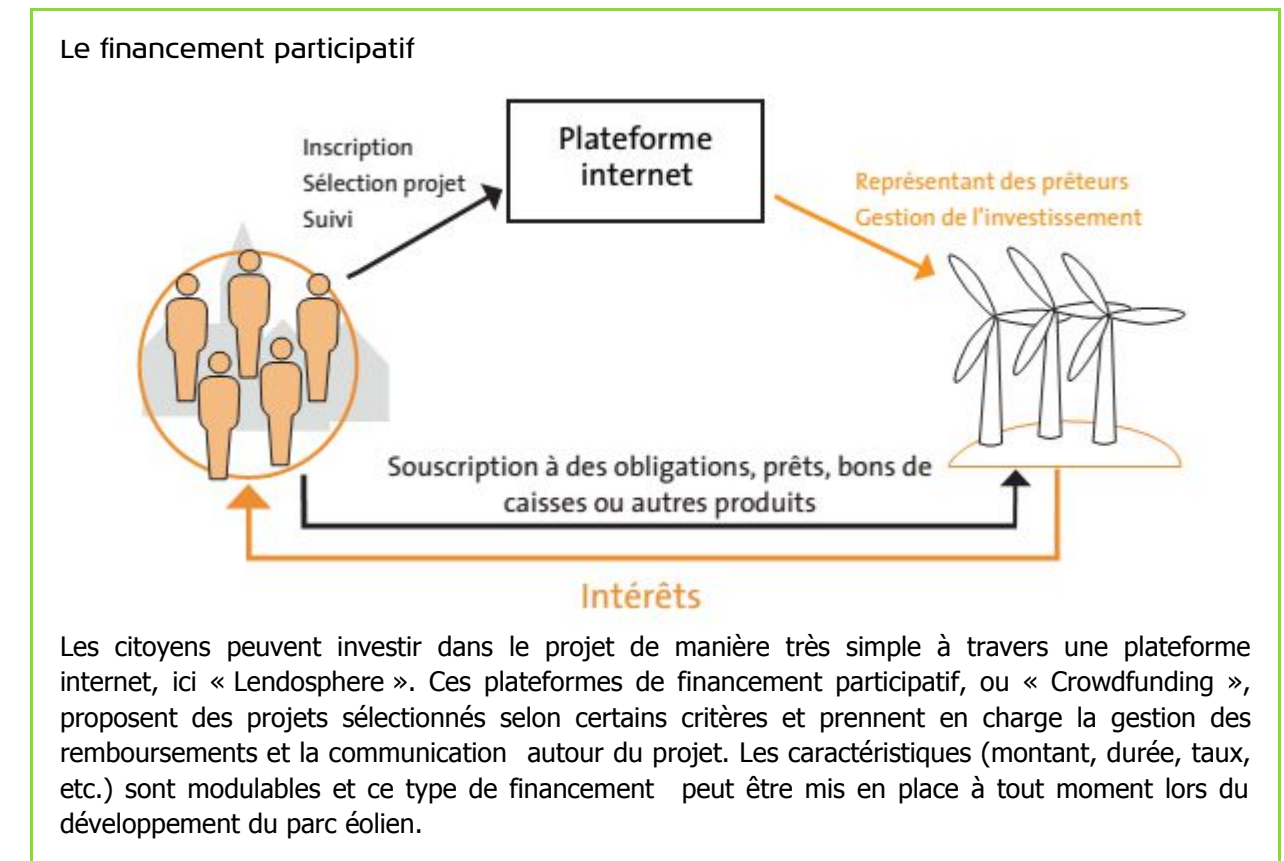 Le financement participatif
Plateforme
internet
Inscription
Sélection projet
Suivi
Représentant des prêteurs
Gestion de l'investissement
Souscription à des obligations, prêts, bons de
caisses ou autres produits
Intérêts
Les citoyens peuvent investir dans le projet de manière très simple à travers une plateforme
internet, ici « Lendosphere ». Ces plateformes de financement participatif, ou « Crowdfunding »,
proposent des projets sélectionnés selon certains critères et prennent en charge la gestion des
remboursements et la communication autour du projet. Les caractéristiques (montant, durée, taux,
etc.) sont modulables et ce type de financement peut être mis en place à tout moment lors du
développement du parc éolien.